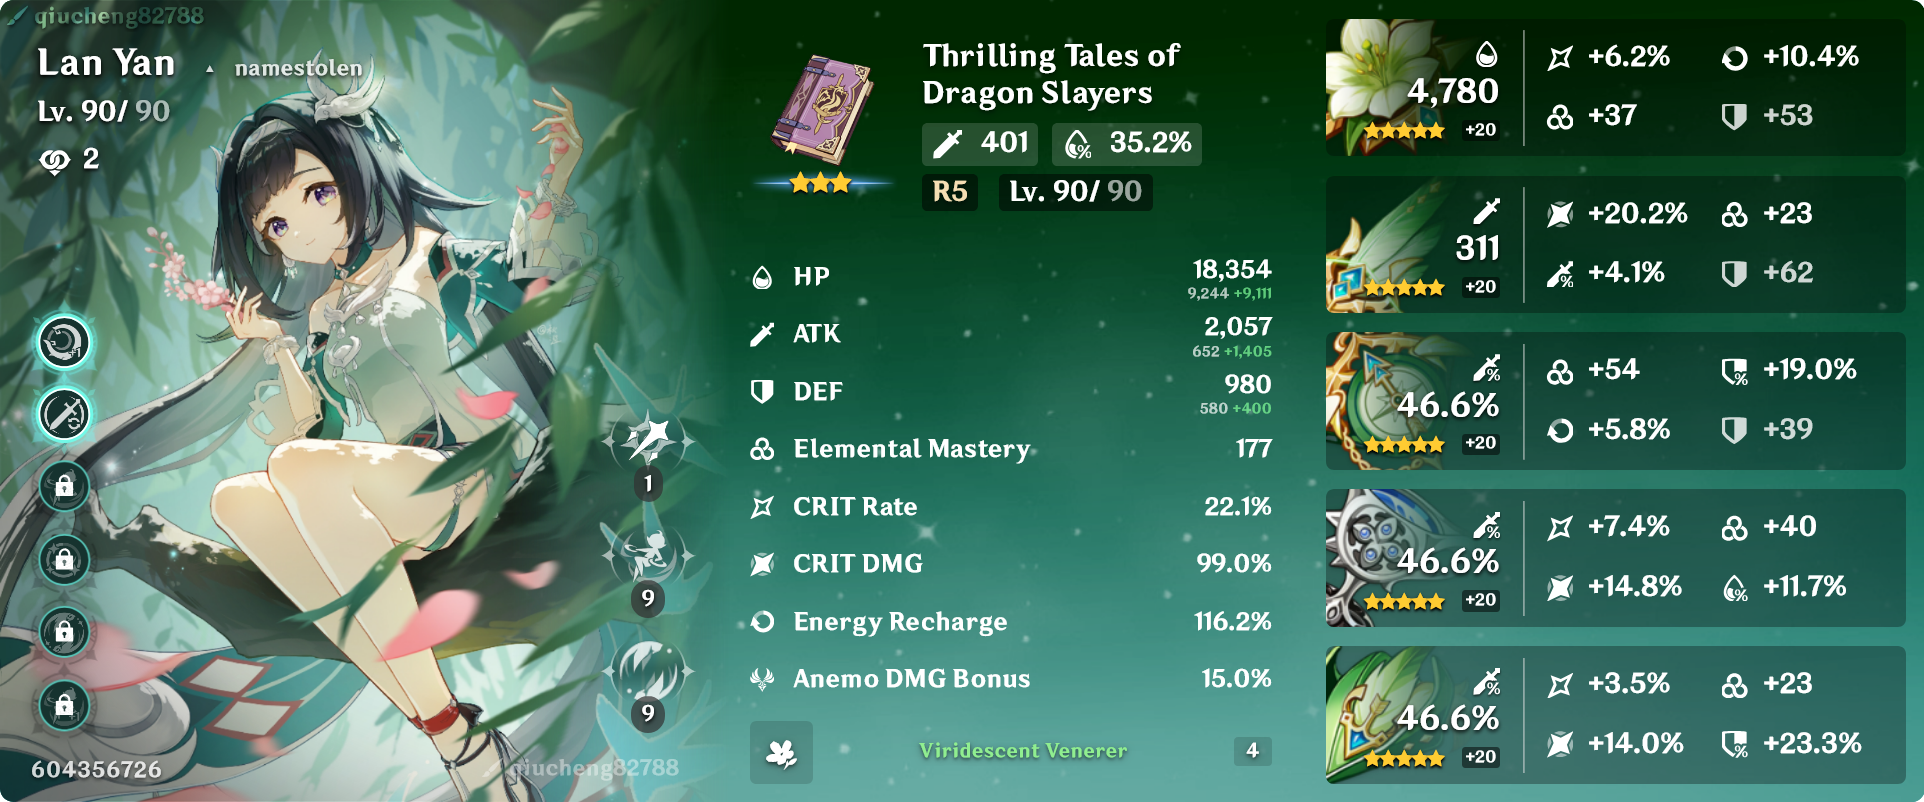 qiucheng82788
Lan Yan ▲ namestolen
Lv. 90/ 90
2
+1
1
9
9
604356726
qiucheng82788
Thrilling Tales of
Dragon Slayers
401 35.2%
R5 Lv. 90/ 90
HP 18,354
9,244 +9,111
ATK 2,057
652 +1,405
DEF 980
580 +400
Elemental Mastery 177
CRIT Rate 22.1%
CRIT DMG 99.0%
Energy Recharge 116.2%
Anemo DMG Bonus 15.0%
Viridescent Venerer 4
4,780
+20
+6.2% +10.4%
+37 +53
311
+20
+20.2% +23
+4.1% +62
46.6%
+20
+54 +19.0%
+5.8% +39
46.6%
+20
+7.4% +40
+14.8% +11.7%
46.6%
+20
+3.5% +23
+14.0% +23.3%